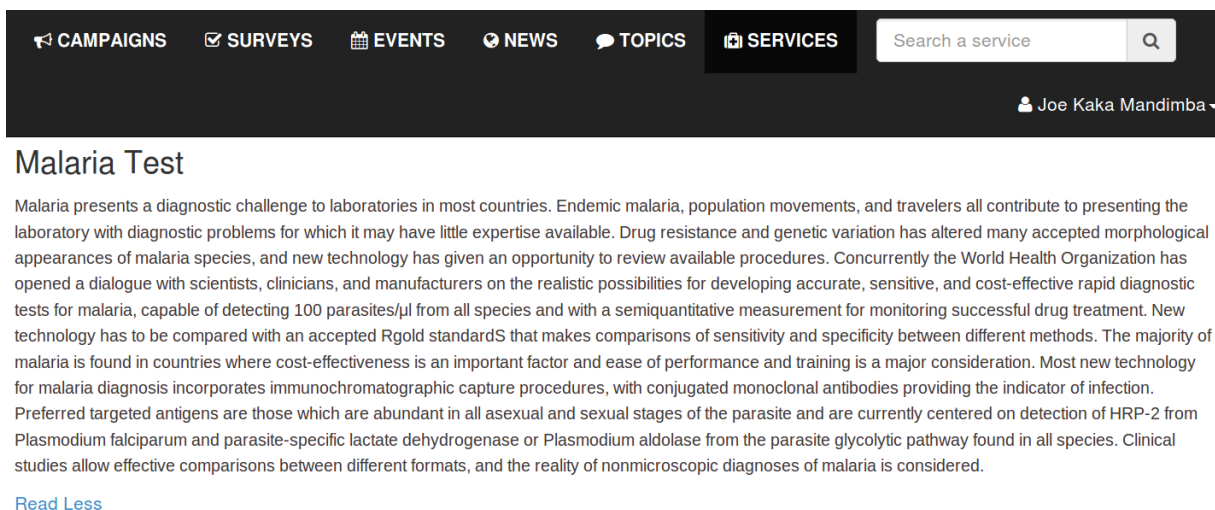 CAMPAIGNS SURVEYS EVENTS NEWS TOPICS SERVICES Search a service
Joe Kaka Mandimba
Malaria Test
Malaria presents a diagnostic challenge to laboratories in most countries. Endemic malaria, population movements, and travelers all contribute to presenting the
laboratory with diagnostic problems for which it may have little expertise available. Drug resistance and genetic variation has altered many accepted morphological
appearances of malaria species, and new technology has given an opportunity to review available procedures. Concurrently the World Health Organization has
opened a dialogue with scientists, clinicians, and manufacturers on the realistic possibilities for developing accurate, sensitive, and cost-effective rapid diagnostic
tests for malaria, capable of detecting 100 parasites/μl from all species and with a semiquantitative measurement for monitoring successful drug treatment. New
technology has to be compared with an accepted Rgold standardS that makes comparisons of sensitivity and specificity between different methods. The majority of
malaria is found in countries where cost-effectiveness is an important factor and ease of performance and training is a major consideration. Most new technology
for malaria diagnosis incorporates immunochromatographic capture procedures, with conjugated monoclonal antibodies providing the indicator of infection.
Preferred targeted antigens are those which are abundant in all asexual and sexual stages of the parasite and are currently centered on detection of HRP-2 from
Plasmodium falciparum and parasite-specific lactate dehydrogenase or Plasmodium aldolase from the parasite glycolytic pathway found in all species. Clinical
studies allow effective comparisons between different formats, and the reality of nonmicroscopic diagnoses of malaria is considered.
Read Less